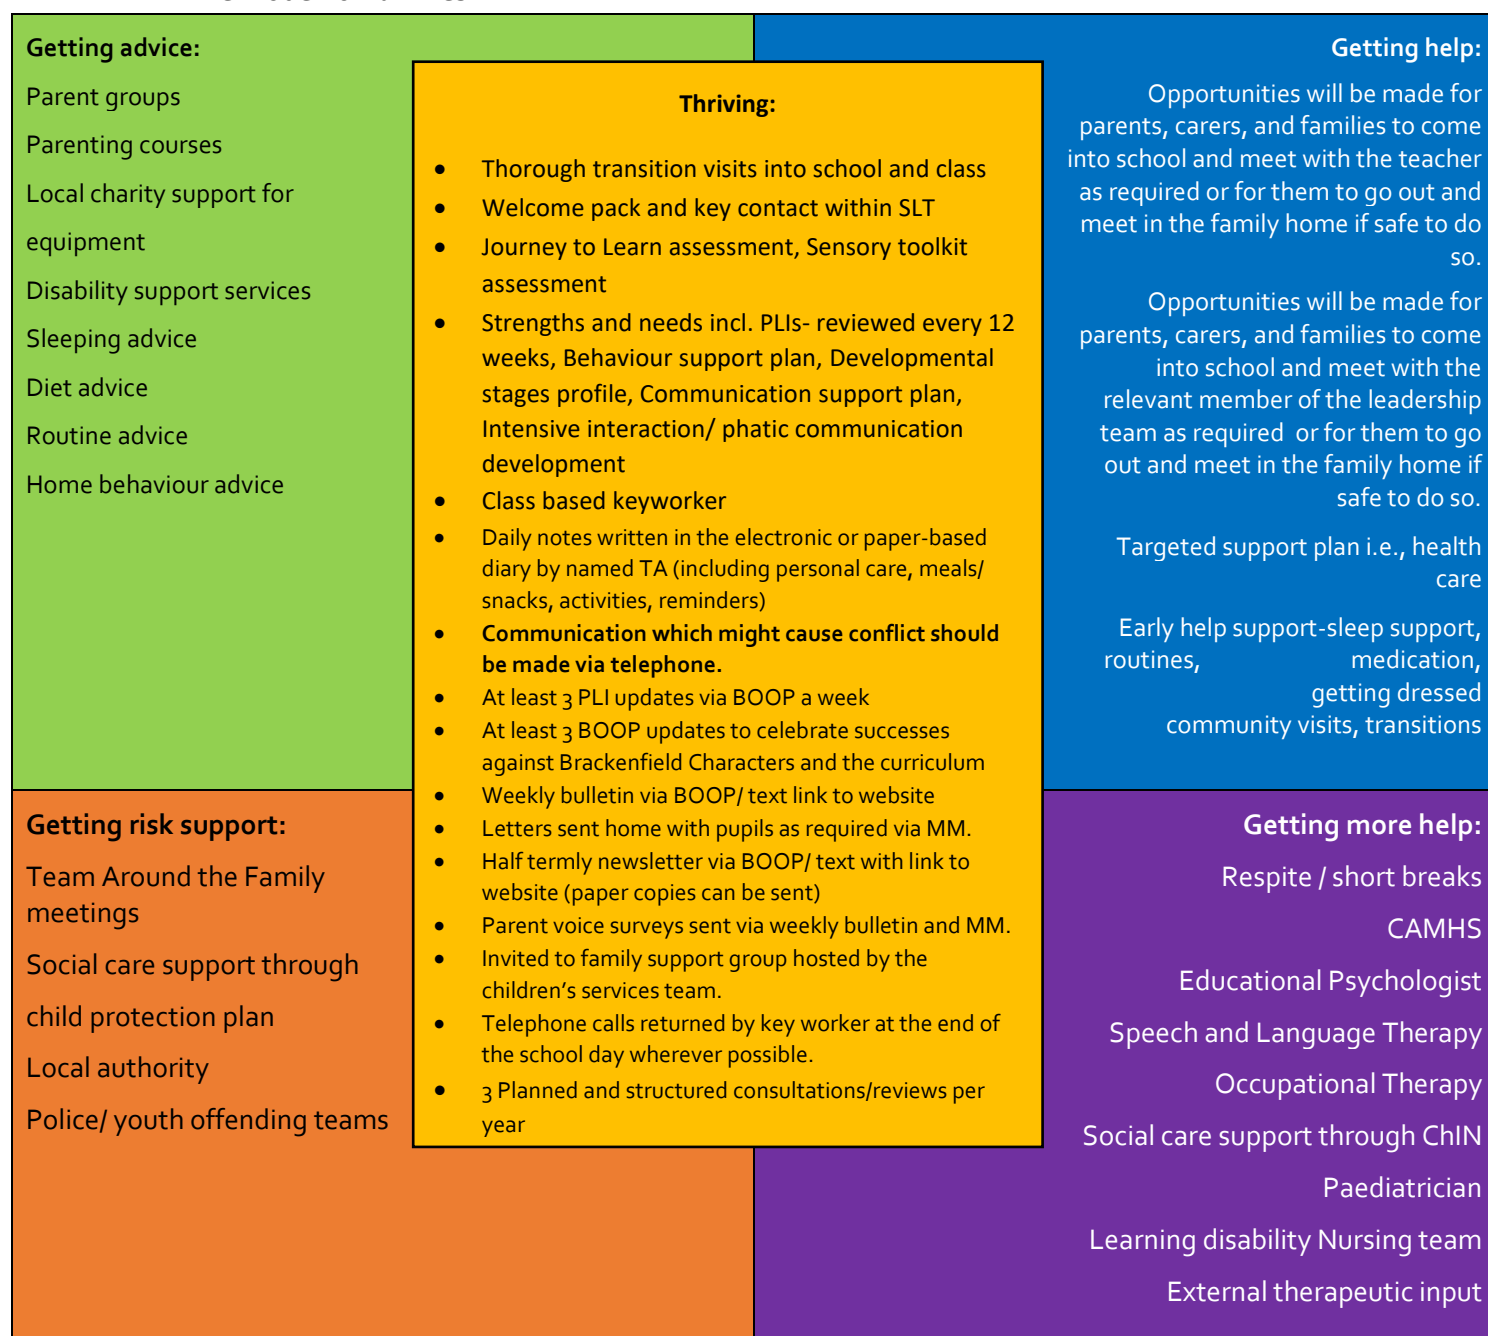 Getting advice:
Parent groups
Parenting courses
Local charity support for
equipment
Disability support services
Sleeping advice
Diet advice
Routine advice
Home behaviour advice
Thriving:
• Thorough transition visits into school and class
• Welcome pack and key contact within SLT
• Journey to Learn assessment, Sensory toolkit
assessment
• Strengths and needs incl. PLIs- reviewed every 12
weeks, Behaviour support plan, Developmental
stages profile, Communication support plan,
Intensive interaction/ phatic communication
development
• Class based keyworker
• Daily notes written in the electronic or paper-based
diary by named TA (including personal care, meals/
snacks, activities, reminders)
• Communication which might cause conflict should
be made via telephone.
• At least 3 PLI updates via BOOP a week
• At least 3 BOOP updates to celebrate successes
against Brackenfield Characters and the curriculum
• Weekly bulletin via BOOP/ text link to website
• Letters sent home with pupils as required via MM.
• Half termly newsletter via BOOP/ text with link to
website (paper copies can be sent)
• Parent voice surveys sent via weekly bulletin and MM.
• Invited to family support group hosted by the
children’s services team.
• Telephone calls returned by key worker at the end of
the school day wherever possible.
• 3 Planned and structured consultations/reviews per
year
Getting help:
Opportunities will be made for
parents, carers, and families to come
into school and meet with the teacher
as required or for them to go out and
meet in the family home if safe to do
so.
Opportunities will be made for
parents, carers, and families to come
into school and meet with the
relevant member of the leadership
team as required or for them to go
out and meet in the family home if
safe to do so.
Targeted support plan i.e., health
care
Early help support-sleep support,
routines, medication,
getting dressed
community visits, transitions
Getting risk support:
Team Around the Family
meetings
Social care support through
child protection plan
Local authority
Police/ youth offending teams
Getting more help:
Respite / short breaks
CAMHS
Educational Psychologist
Speech and Language Therapy
Occupational Therapy
Social care support through ChIN
Paediatrician
Learning disability Nursing team
External therapeutic input